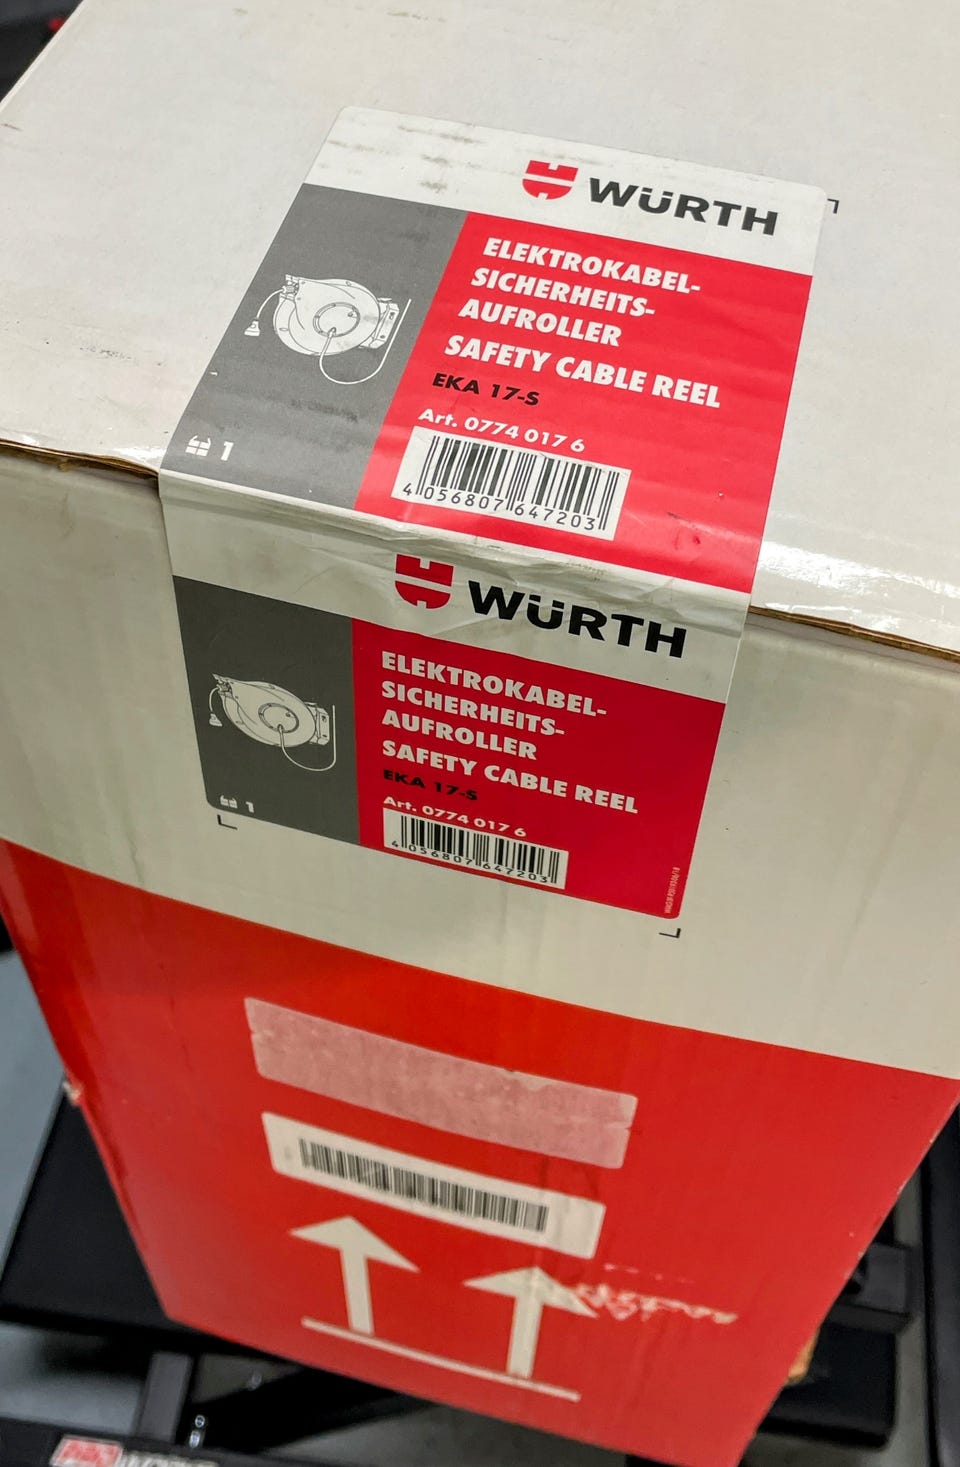 WÜRTH
ELEKTROKABEL-
SICHERHEITS-
AUFROLLER
SAFETY CABLE REEL
EKA 17-S
Art. 0774 017 6
1
4 056807 647203
WÜRTH
ELEKTROKABEL-
SICHERHEITS-
AUFROLLER
SAFETY CABLE REEL
EKA 17-S
Art. 0774 017 6
1
4 056807 647203